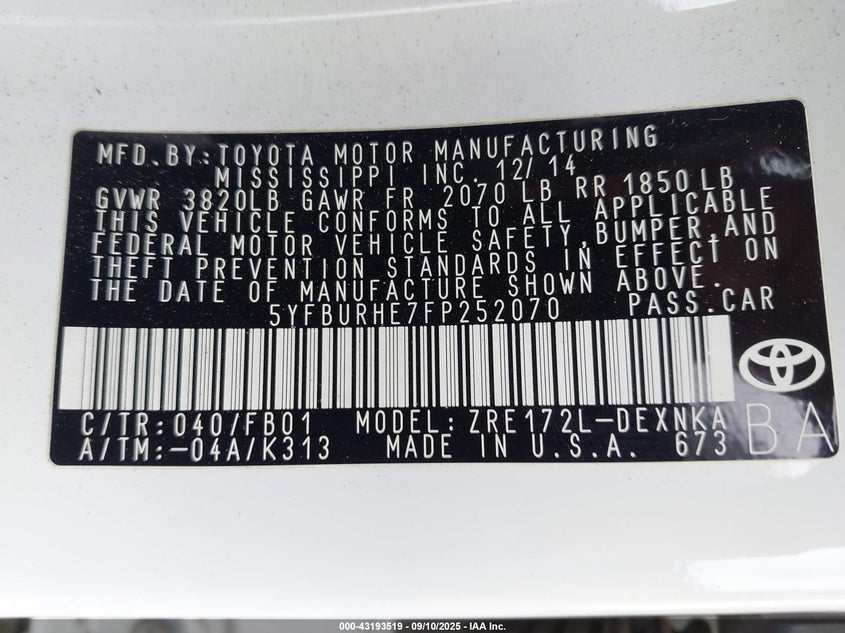 MFD.BY:TOYOTA MOTOR MANUFACTURING
MISSISSIPPI INC. 12/14
GVWR 3820LB GAWR FR 2070 LB RR 1850 LB
THIS VEHICLE CONFORMS TO ALL APPLICABLE
FEDERAL MOTOR VEHICLE SAFETY,BUMPER,AND
THEFT PREVENTION STANDARDS IN EFFECT ON
THE DATE OF MANUFACTURE SHOWN ABOVE.
5YFBURHE7FP252070 PASS.CAR
C/TR:040/FB01 MODEL:ZRE172L-DEXNKA
A/TM:-04A/K313 MADE IN U.S.A. 673
BA
000-43193519 - 09/10/2025 - IAA Inc.